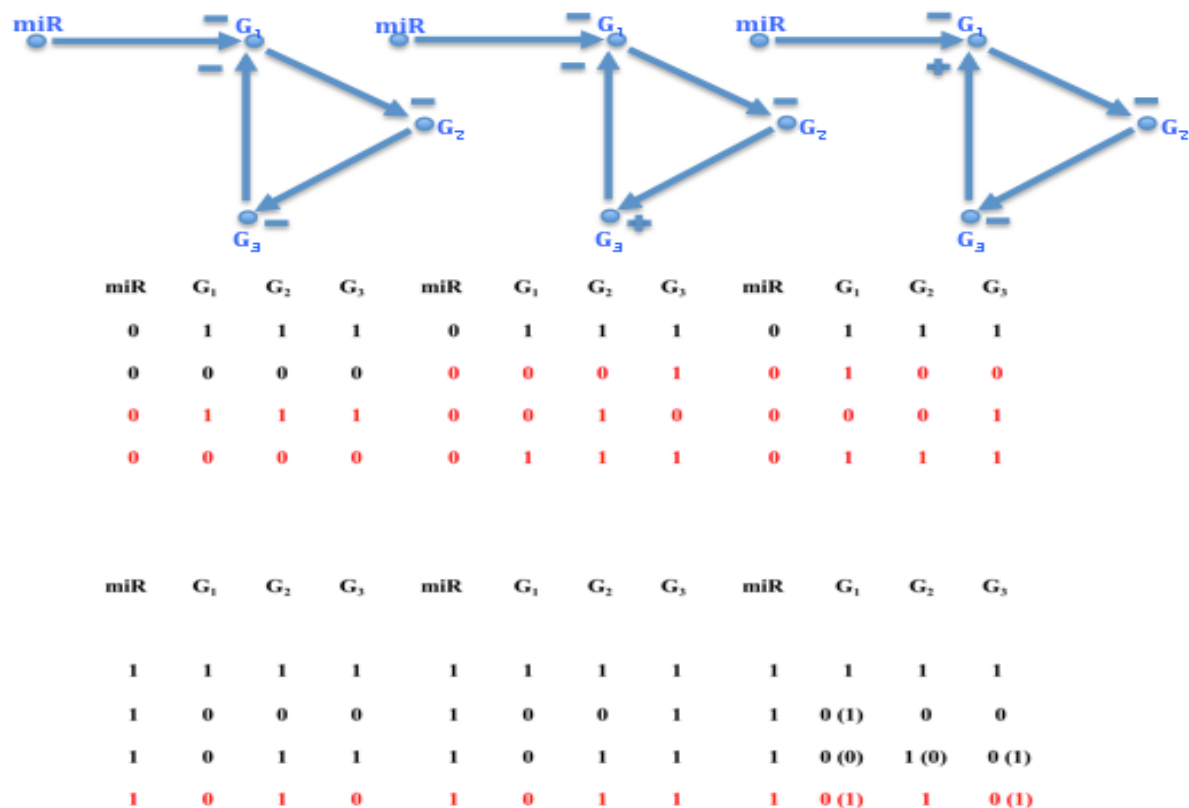 miR − G₁ miR − G₁ miR − G₁
− − +
− G₂ − G₂ − G₂
− + −
G₃ G₃ G₃
miR G₁ G₂ G₃ miR G₁ G₂ G₃ miR G₁ G₂ G₃
0 1 1 1 0 1 1 1 0 1 1 1
0 0 0 0 0 0 0 1 0 1 0 0
0 1 1 1 0 0 1 0 0 0 0 1
0 0 0 0 0 1 1 1 0 1 1 1
miR G₁ G₂ G₃ miR G₁ G₂ G₃ miR G₁ G₂ G₃
1 1 1 1 1 1 1 1 1 1 1 1
1 0 0 0 1 0 0 1 1 0 (1) 0 0
1 0 1 1 1 0 1 1 1 0 (0) 1 (0) 0 (1)
1 0 1 0 1 0 1 1 1 0 (1) 1 0 (1)